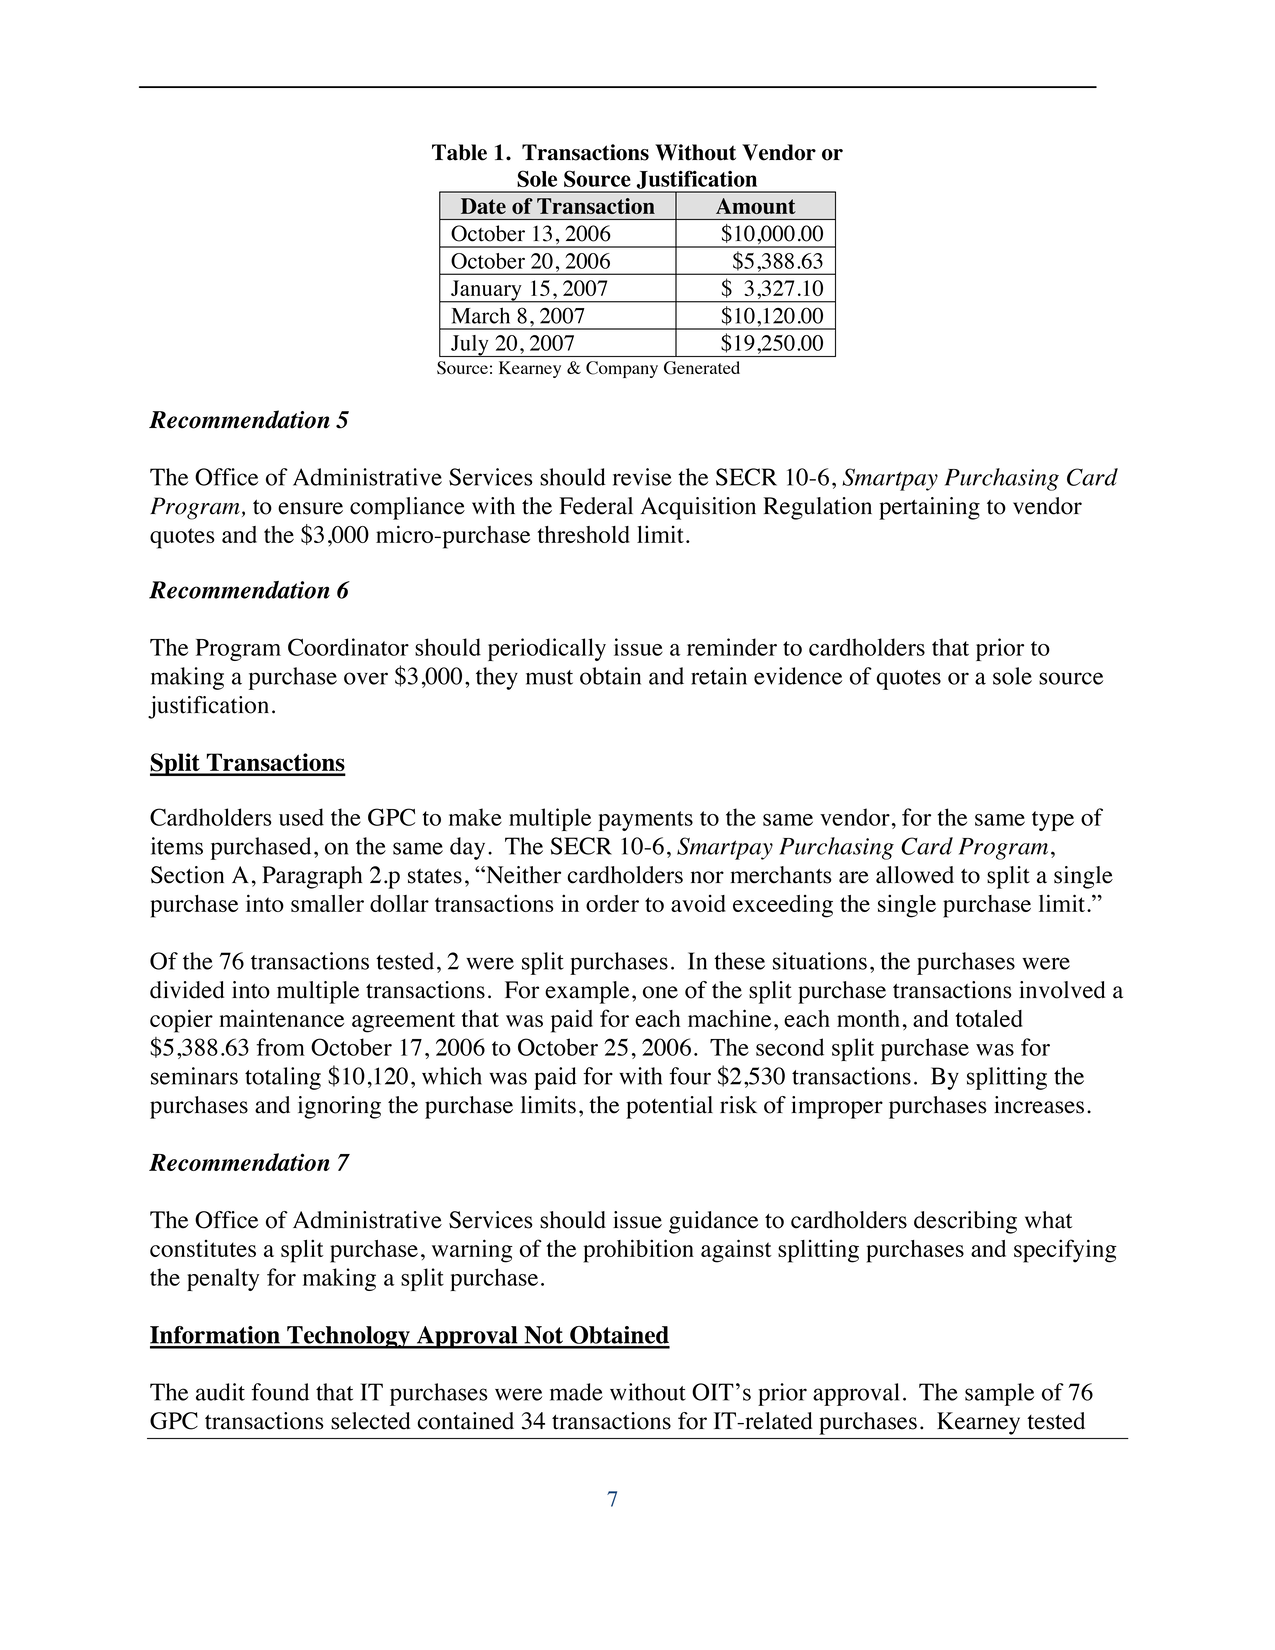 Table 1.  Transactions Without Vendor or
Sole Source Justification
Date of Transaction Amount
October 13, 2006 $10,000.00
October 20, 2006 $5,388.63
January 15, 2007 $  3,327.10
March 8, 2007 $10,120.00
July 20, 2007 $19,250.00
Source: Kearney & Company Generated
Recommendation 5
The Office of Administrative Services should revise the SECR 10-6, Smartpay Purchasing Card
Program, to ensure compliance with the Federal Acquisition Regulation pertaining to vendor
quotes and the $3,000 micro-purchase threshold limit.
Recommendation 6
The Program Coordinator should periodically issue a reminder to cardholders that prior to
making a purchase over $3,000, they must obtain and retain evidence of quotes or a sole source
justification.
Split Transactions
Cardholders used the GPC to make multiple payments to the same vendor, for the same type of
items purchased, on the same day.  The SECR 10-6, Smartpay Purchasing Card Program,
Section A, Paragraph 2.p states, “Neither cardholders nor merchants are allowed to split a single
purchase into smaller dollar transactions in order to avoid exceeding the single purchase limit.”
Of the 76 transactions tested, 2 were split purchases.  In these situations, the purchases were
divided into multiple transactions.  For example, one of the split purchase transactions involved a
copier maintenance agreement that was paid for each machine, each month, and totaled
$5,388.63 from October 17, 2006 to October 25, 2006.  The second split purchase was for
seminars totaling $10,120, which was paid for with four $2,530 transactions.  By splitting the
purchases and ignoring the purchase limits, the potential risk of improper purchases increases.
Recommendation 7
The Office of Administrative Services should issue guidance to cardholders describing what
constitutes a split purchase, warning of the prohibition against splitting purchases and specifying
the penalty for making a split purchase.
Information Technology Approval Not Obtained
The audit found that IT purchases were made without OIT’s prior approval.  The sample of 76
GPC transactions selected contained 34 transactions for IT-related purchases.  Kearney tested
7